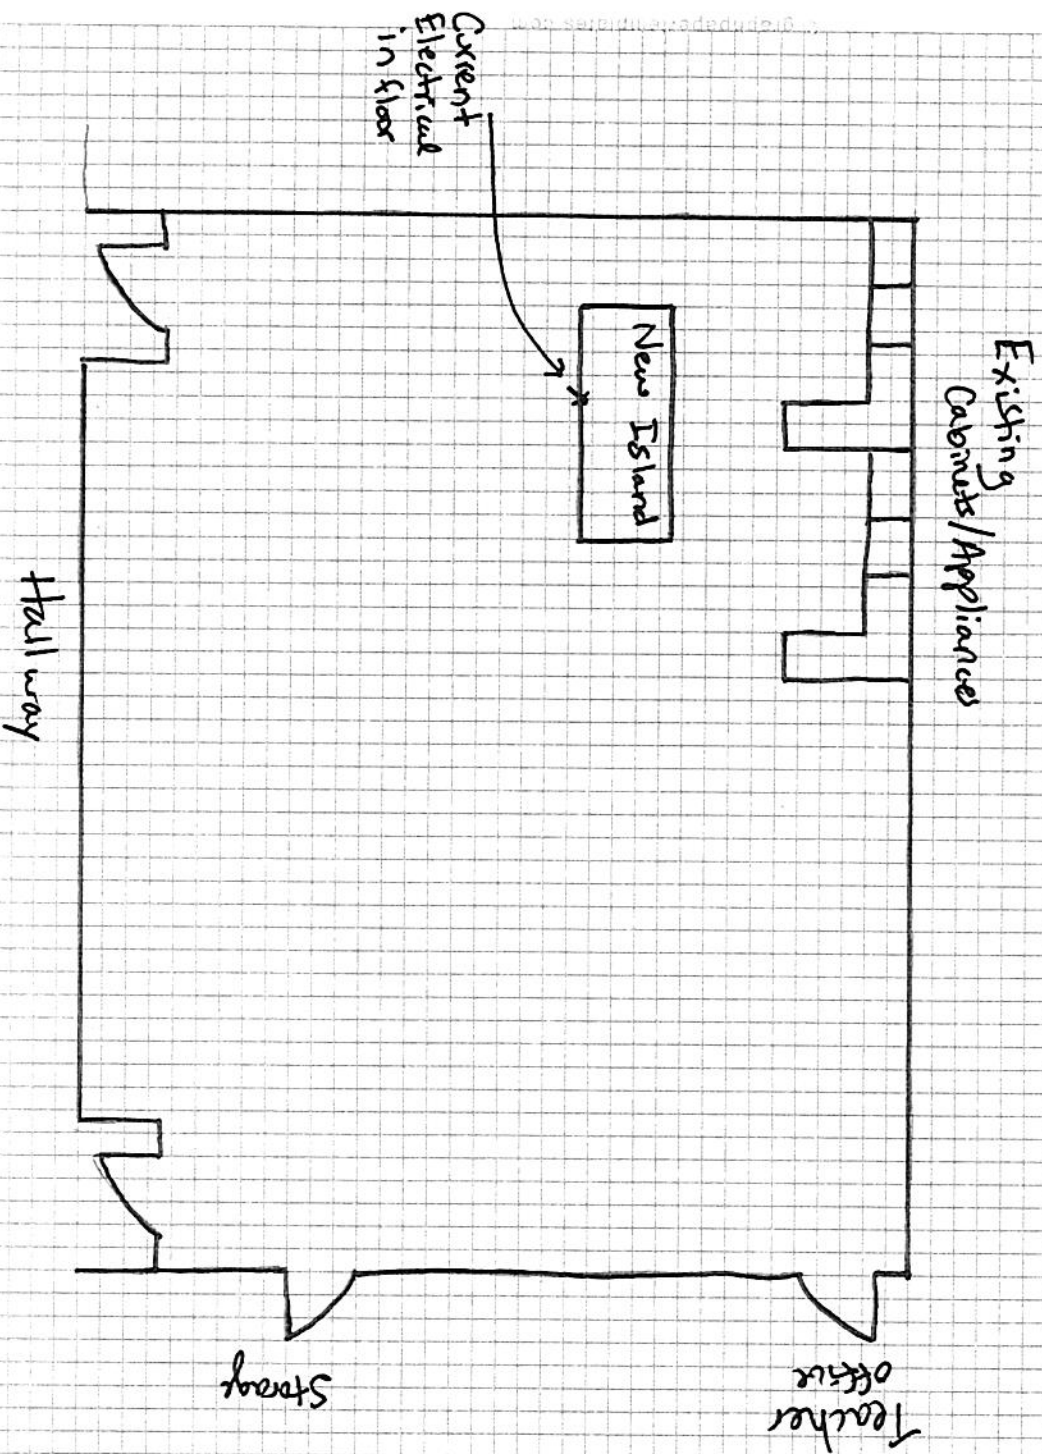 Existing
Cabinets/Appliances
Current
Electrical
in floor
New Island
Hallway
Teacher
office
Storage